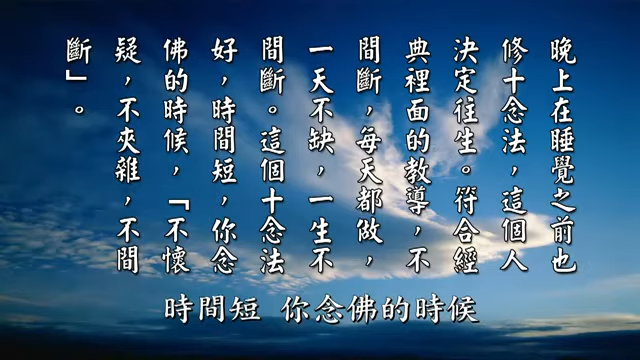 晚上在睡覺之前也
修十念法，這個人
決定往生。符合經
典裡面的教導，不
間斷，每天都做，
一天不缺，一生不
間斷。這個十念法
好，時間短，你念
佛的時候，「不懷
疑，不夾雜，不間
斷」。
時間短 你念佛的時候